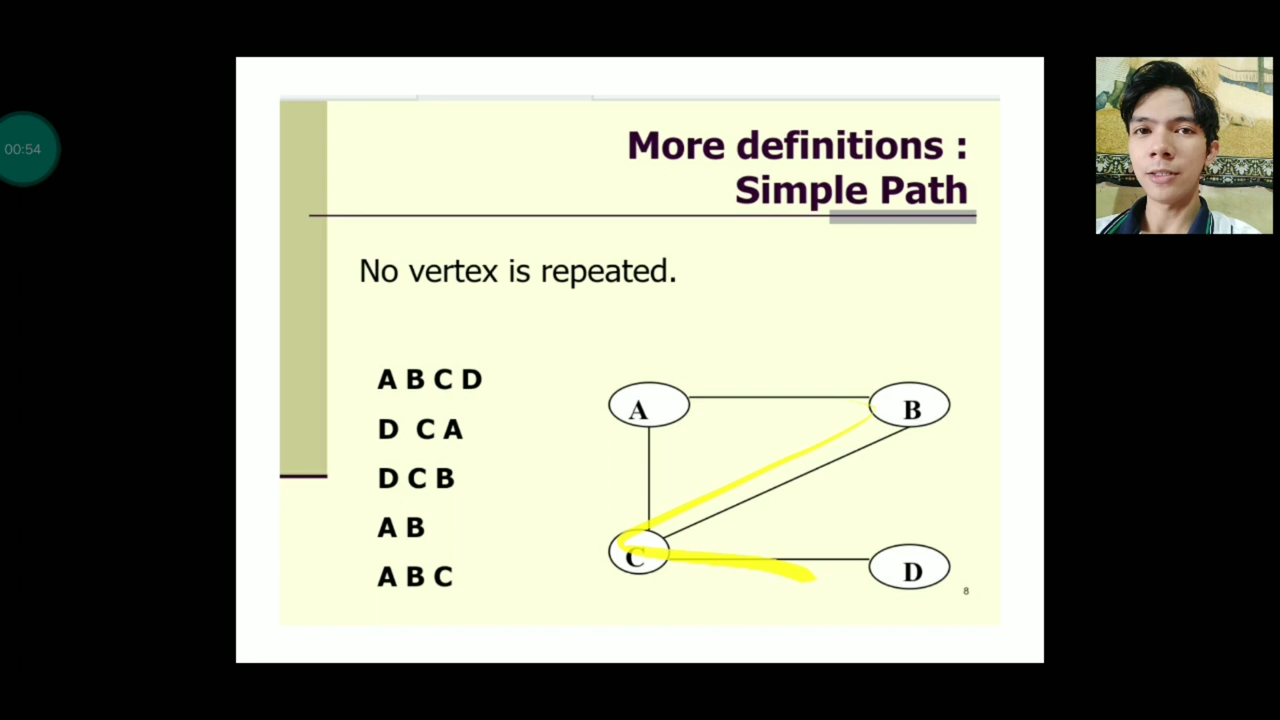 00:54
More definitions :
Simple Path
No vertex is repeated.
A B C D
D C A
D C B
A B
A B C
A
B
C
D
8